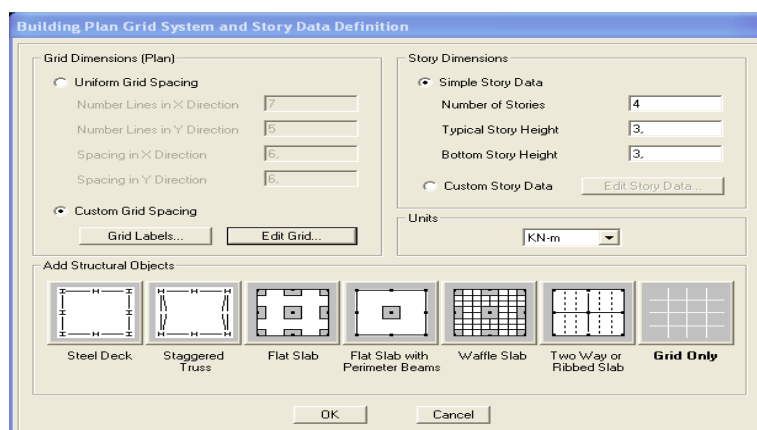 Building Plan Grid System and Story Data Definition
Grid Dimensions (Plan)
Uniform Grid Spacing
Number Lines in X Direction 7
Number Lines in Y Direction 5
Spacing in X Direction 6,
Spacing in Y Direction 6,
Custom Grid Spacing
Grid Labels... Edit Grid...
Story Dimensions
Simple Story Data
Number of Stories 4
Typical Story Height 3,
Bottom Story Height 3,
Custom Story Data Edit Story Data...
Units
KN-m
Add Structural Objects
Steel Deck
Staggered
Truss
Flat Slab
Flat Slab with
Perimeter Beams
Waffle Slab
Two Way or
Ribbed Slab
Grid Only
OK Cancel